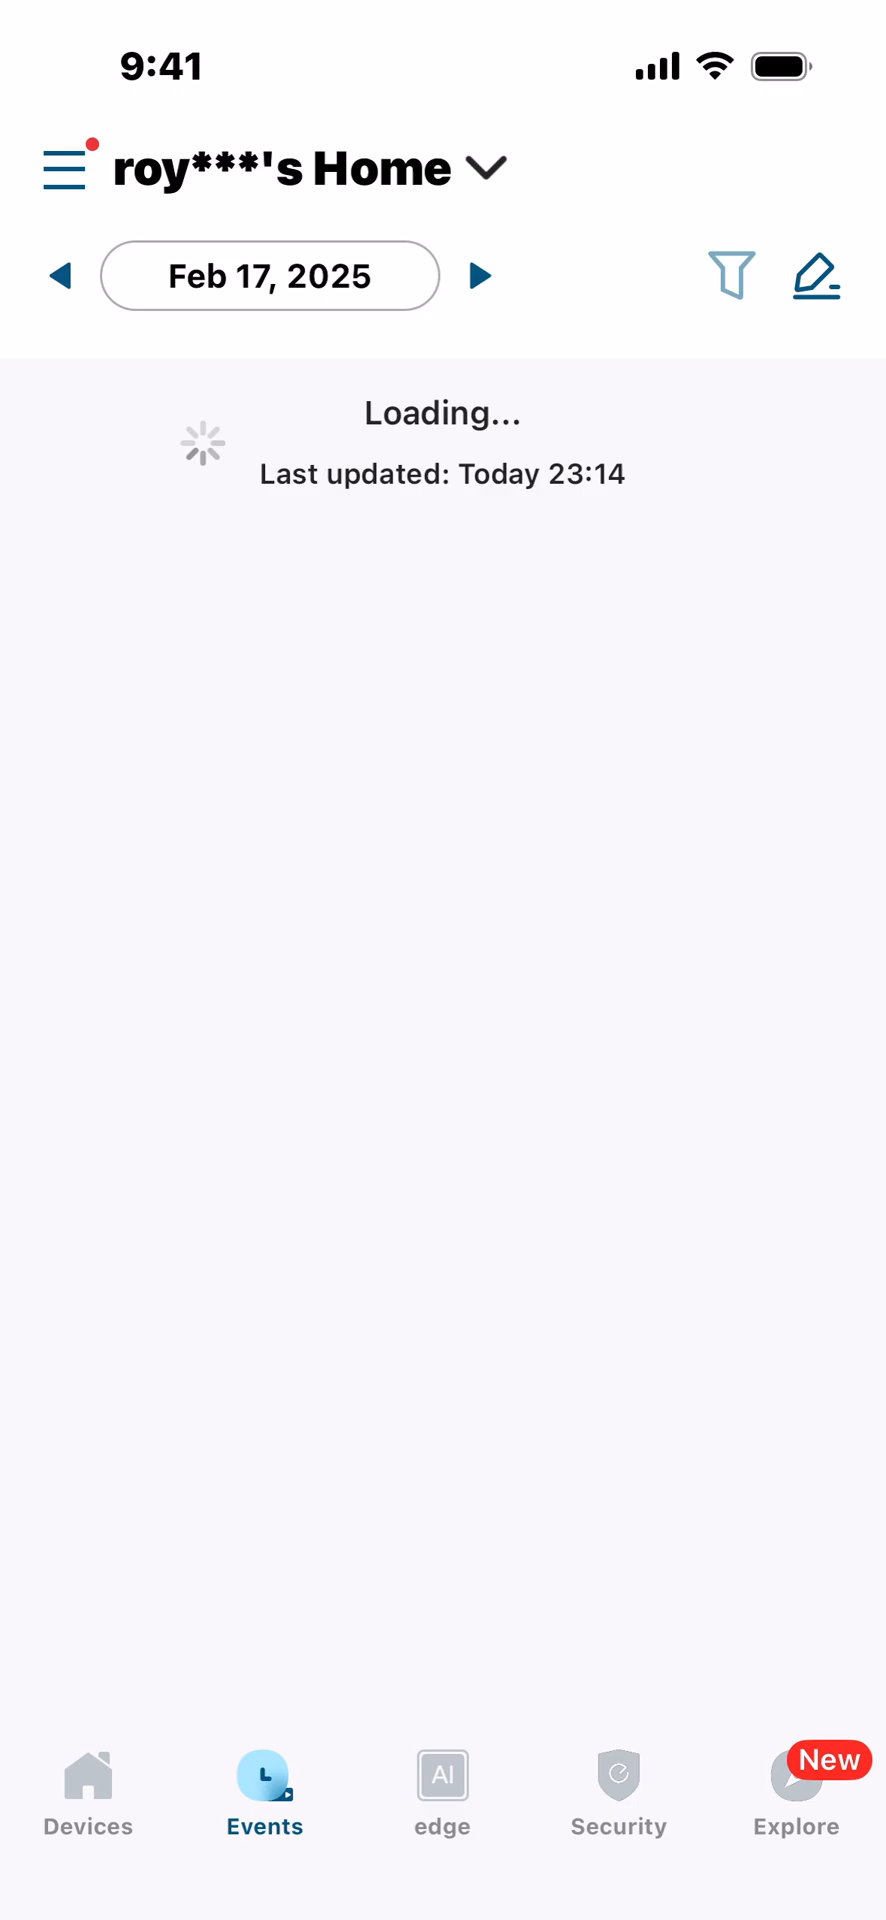 9:41
roy***'s Home
Feb 17, 2025
Loading...
Last updated: Today 23:14
New
AI
Devices
Events
edge
Security
Explore